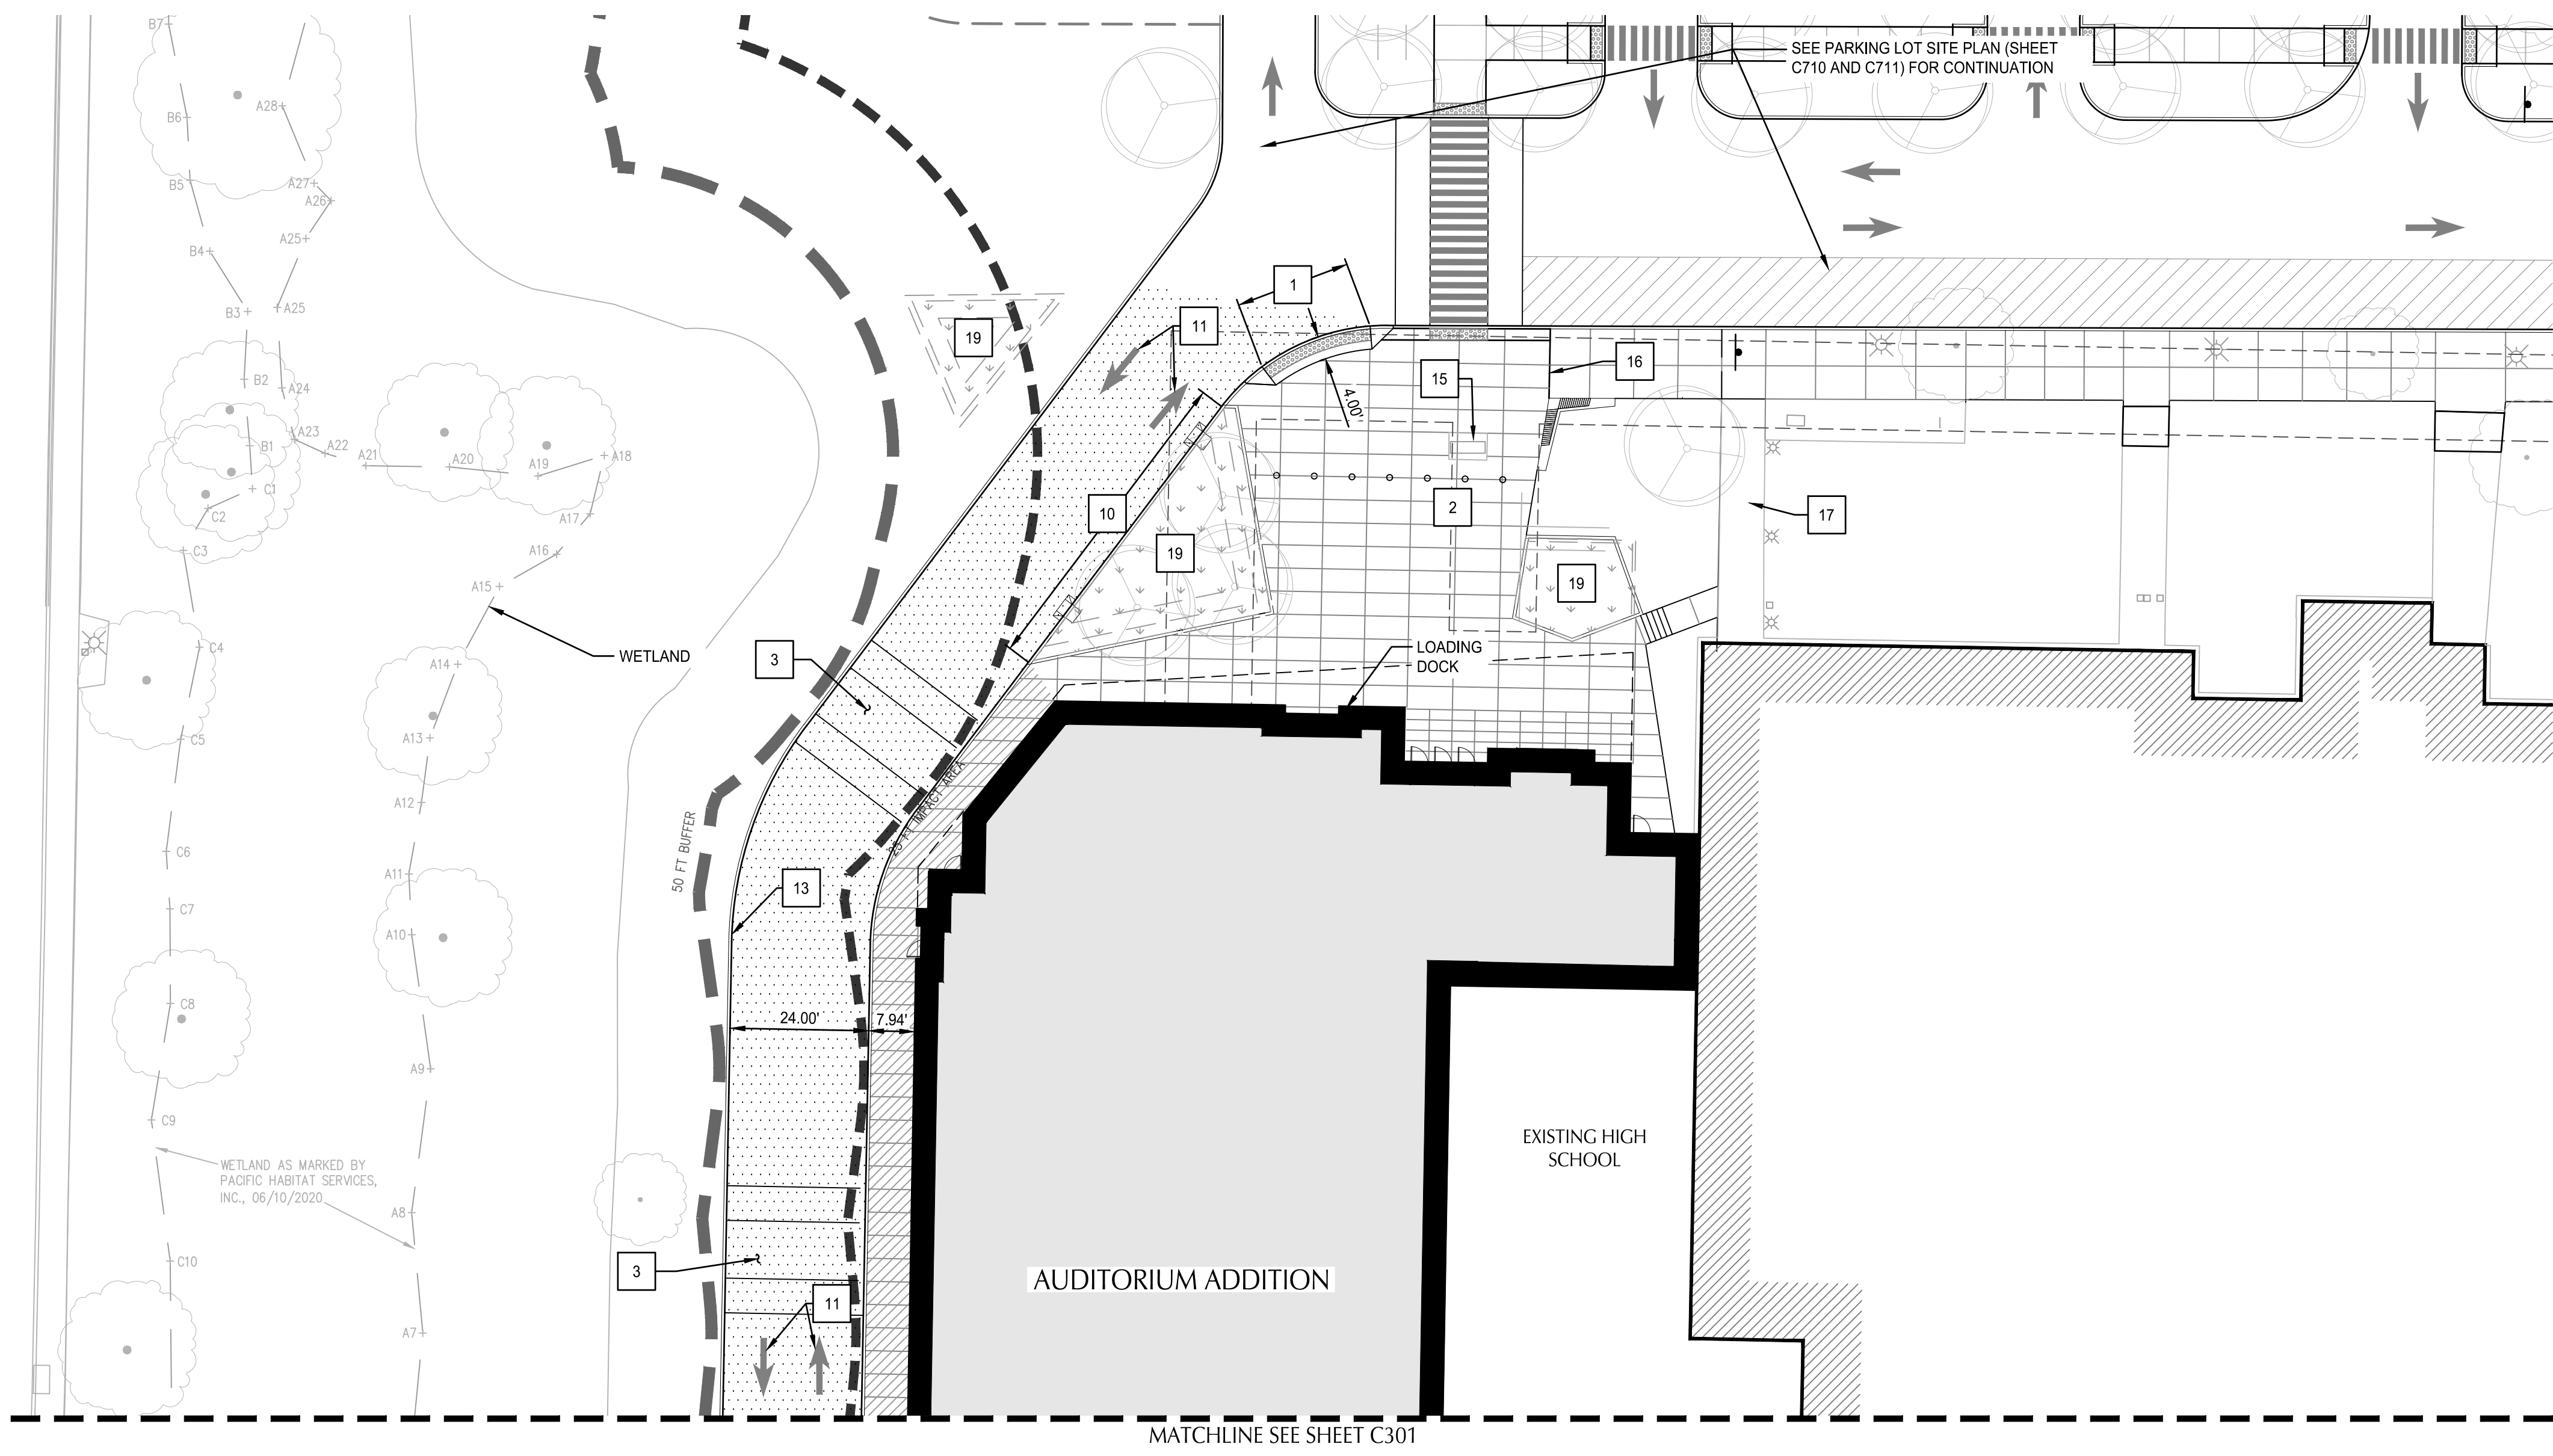 B7
SEE PARKING LOT SITE PLAN (SHEET
C710 AND C711) FOR CONTINUATION
A28
B6
B5
A27
A26
A25
B4
1
B3
A25
11
19
16
15
B2
A24
4.00'
A23
B1
A22
A21
A20
A19
A18
C1
2
10
17
C2
A17
C3
A16
19
A15
19
C4
WETLAND
3
LOADING
DOCK
A14
C5
A13
A12
25 FT IMPACT AREA
50 FT BUFFER
C6
A11
13
C7
A10
C8
24.00'
7.94'
A9
C9
EXISTING HIGH
SCHOOL
WETLAND AS MARKED BY
PACIFIC HABITAT SERVICES,
INC., 06/10/2020
A8
C10
3
AUDITORIUM ADDITION
11
A7
MATCHLINE SEE SHEET C301